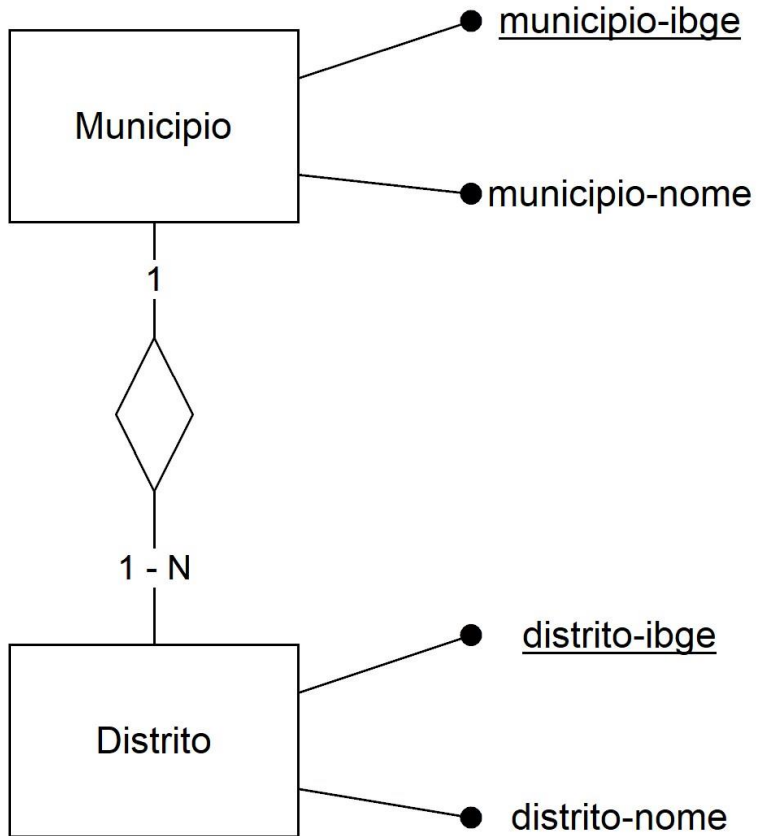 municipio-ibge
Municipio
municipio-nome
1
1 - N
distrito-ibge
Distrito
distrito-nome